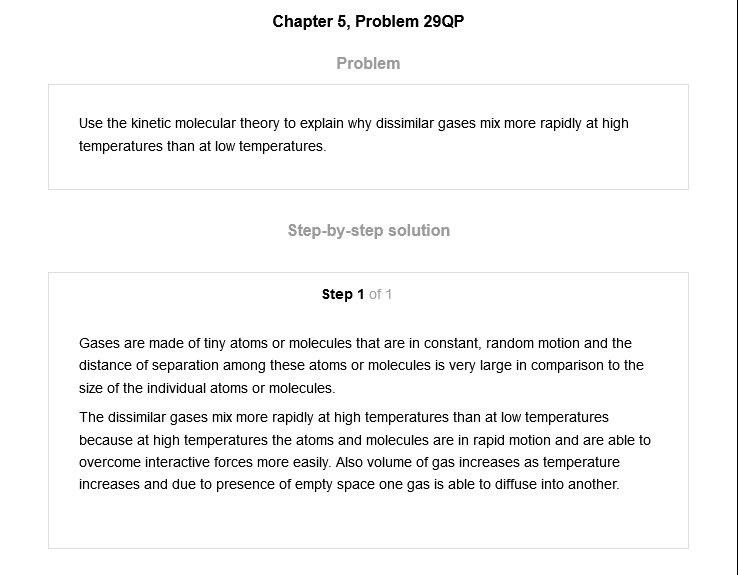 Chapter 5, Problem 29QP
Problem
Use the kinetic molecular theory to explain why dissimilar gases mix more rapidly at high
temperatures than at low temperatures.
Step-by-step solution
Step 1 of 1
Gases are made of tiny atoms or molecules that are in constant, random motion and the
distance of separation among these atoms or molecules is very large in comparison to the
size of the individual atoms or molecules.
The dissimilar gases mix more rapidly at high temperatures than at low temperatures
because at high temperatures the atoms and molecules are in rapid motion and are able to
overcome interactive forces more easily. Also volume of gas increases as temperature
increases and due to presence of empty space one gas is able to diffuse into another.